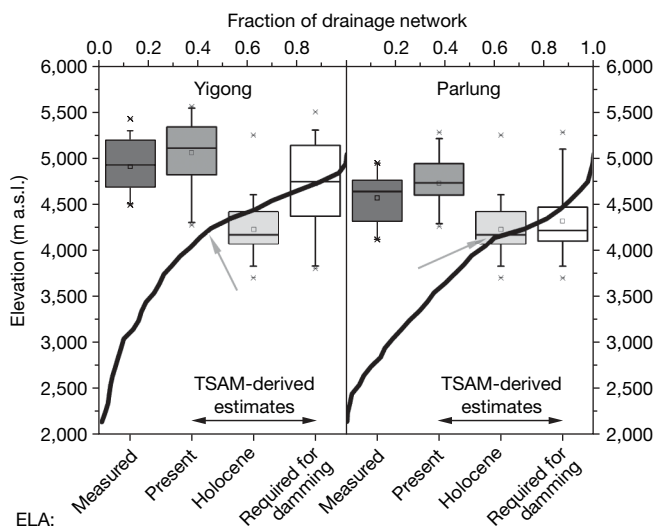 Fraction of drainage network
0.0 0.2 0.4 0.6 0.8 0.2 0.4 0.6 0.8 1.0
6,000 Yigong Parlung 6,000
5,500 5,500
5,000 5,000
4,500 4,500
4,000 4,000
3,500 3,500
3,000 3,000
2,500 2,500
2,000 2,000
Elevation (m a.s.l.)
TSAM-derived TSAM-derived
estimates estimates
ELA:
Measured
Present
Holocene
Required for
damming
Measured
Present
Holocene
Required for
damming